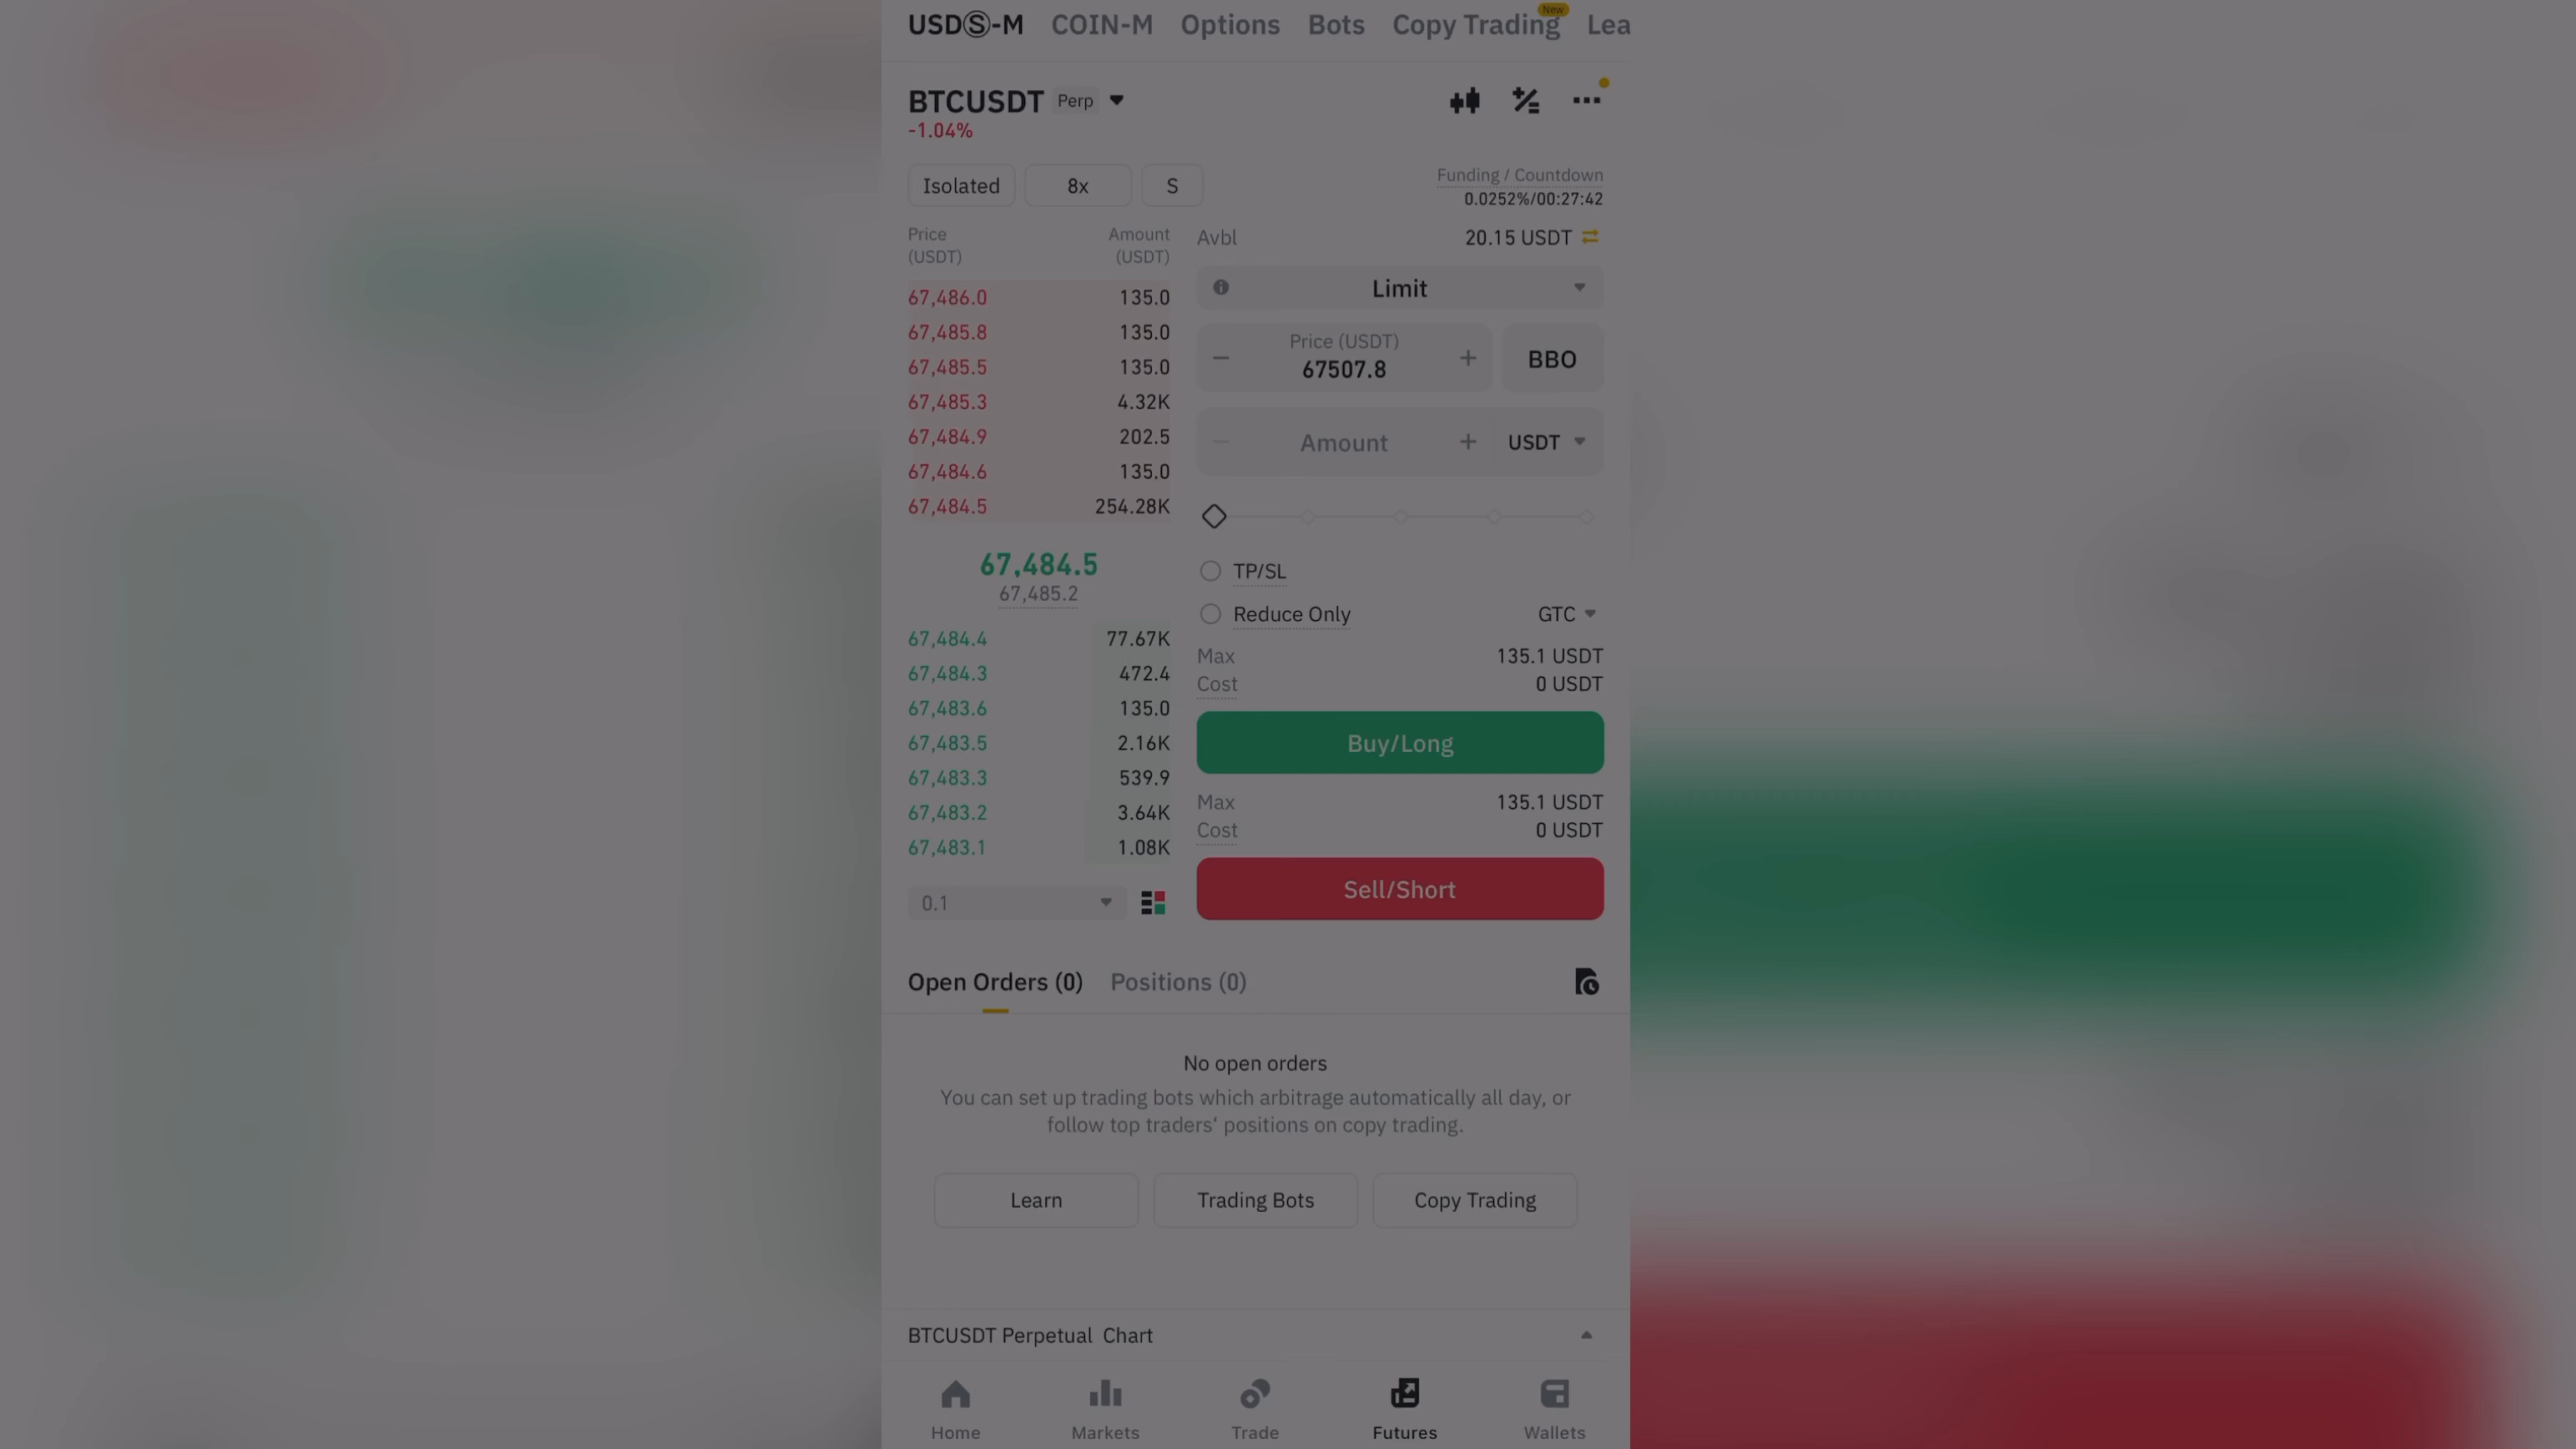 USDⓈ-M COIN-M Options Bots Copy Trading New Lea
BTCUSDT Perp
-1.04%
Isolated 8x S
Funding / Countdown
0.0252%/00:27:42
Price (USDT) Amount (USDT)
67,486.0 135.0
67,485.8 135.0
67,485.5 135.0
67,485.3 4.32K
67,484.9 202.5
67,484.6 135.0
67,484.5 254.28K
67,484.5
67,485.2
67,484.4 77.67K
67,484.3 472.4
67,483.6 135.0
67,483.5 2.16K
67,483.3 539.9
67,483.2 3.64K
67,483.1 1.08K
0.1
Avbl 20.15 USDT
Limit
Price (USDT)
67507.8
BBO
Amount USDT
TP/SL
Reduce Only GTC
Max 135.1 USDT
Cost 0 USDT
Buy/Long
Max 135.1 USDT
Cost 0 USDT
Sell/Short
Open Orders (0) Positions (0)
No open orders
You can set up trading bots which arbitrage automatically all day, or
follow top traders' positions on copy trading.
Learn Trading Bots Copy Trading
BTCUSDT Perpetual Chart
Home Markets Trade Futures Wallets